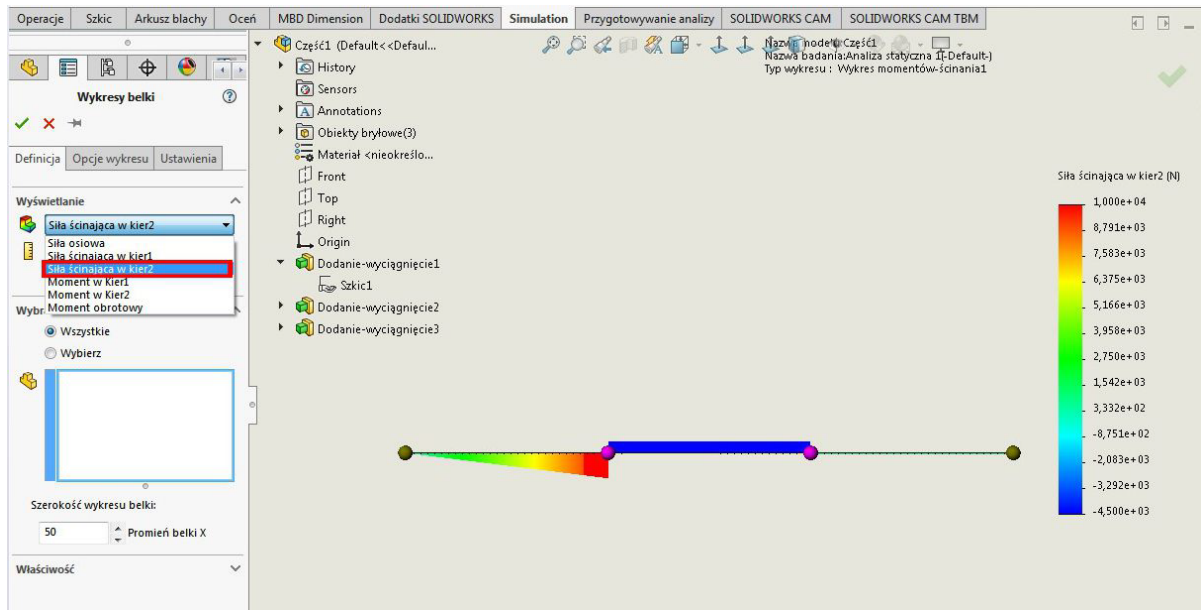 Operacje Szkic Arkusz blachy Oceń MBD Dimension Dodatki SOLIDWORKS Simulation Przygotowywanie analizy SOLIDWORKS CAM SOLIDWORKS CAM TBM
Wykresy belki
Definicja Opcje wykresu Ustawienia
Wyświetlanie
Siła ścinająca w kier2
Siła osiowa
Siła ścinająca w kier1
Siła ścinająca w kier2
Moment w Kier1
Moment w Kier2
Moment obrotowy
Wybr
Wszystkie
Wybierz
Szerokość wykresu belki:
50 Promień belki X
Właściwość
Część1 (Default<<Defaul...
History
Sensors
Annotations
Obiekty bryłowe(3)
Materiał <nieokreślo...
Front
Top
Right
Origin
Dodanie-wyciągnięcie1
Szkic1
Dodanie-wyciągnięcie2
Dodanie-wyciągnięcie3
Nazwa modelu:Część1
Nazwa badania:Analiza statyczna 1(-Default-)
Typ wykresu : Wykres momentów-ścinania1
Siła ścinająca w kier2 (N)
1,000e+04
8,791e+03
7,583e+03
6,375e+03
5,166e+03
3,958e+03
2,750e+03
1,542e+03
3,332e+02
-8,751e+02
-2,083e+03
-3,292e+03
-4,500e+03